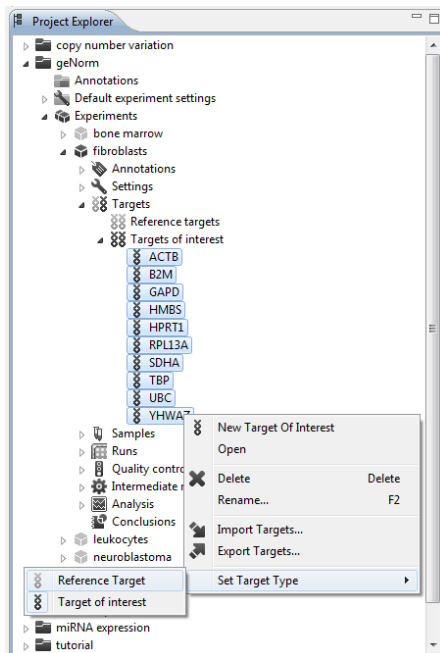 Project Explorer
copy number variation
geNorm
Annotations
Default experiment settings
Experiments
bone marrow
fibroblasts
Annotations
Settings
Targets
Reference targets
Targets of interest
ACTB
B2M
GAPD
HMBS
HPRT1
RPL13A
SDHA
TBP
UBC
YHWAZ
New Target Of Interest
Open
Delete Delete
Rename... F2
Import Targets...
Export Targets...
Set Target Type
Samples
Runs
Quality contro
Intermediate
Analysis
Conclusions
leukocytes
neuroblastoma
Reference Target
Target of interest
miRNA expression
tutorial